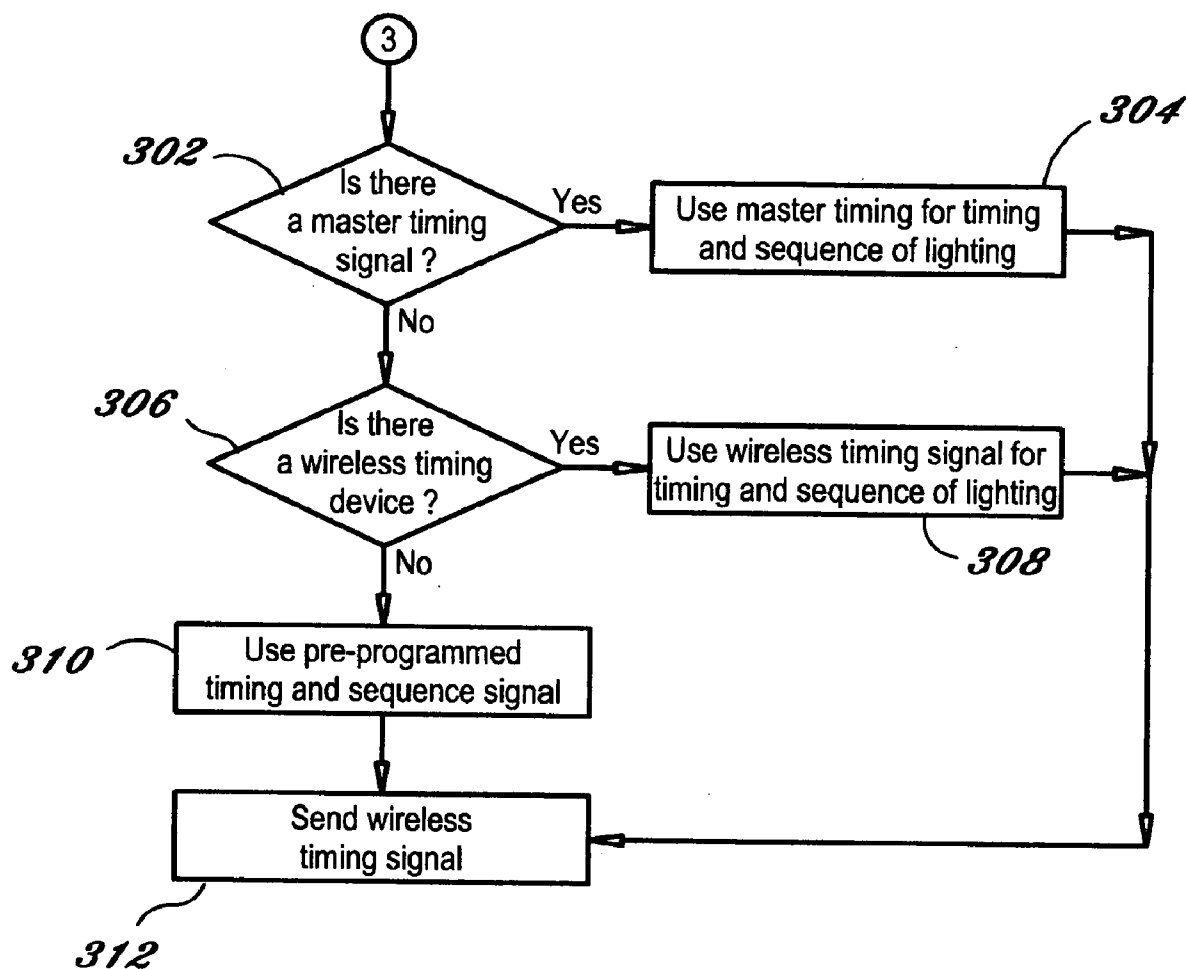 3
302
Is there
a master timing
signal ?
Yes
304
Use master timing for timing
and sequence of lighting
No
306
Is there
a wireless timing
device ?
Yes
Use wireless timing signal for
timing and sequence of lighting
308
No
310
Use pre-programmed
timing and sequence signal
Send wireless
timing signal
312